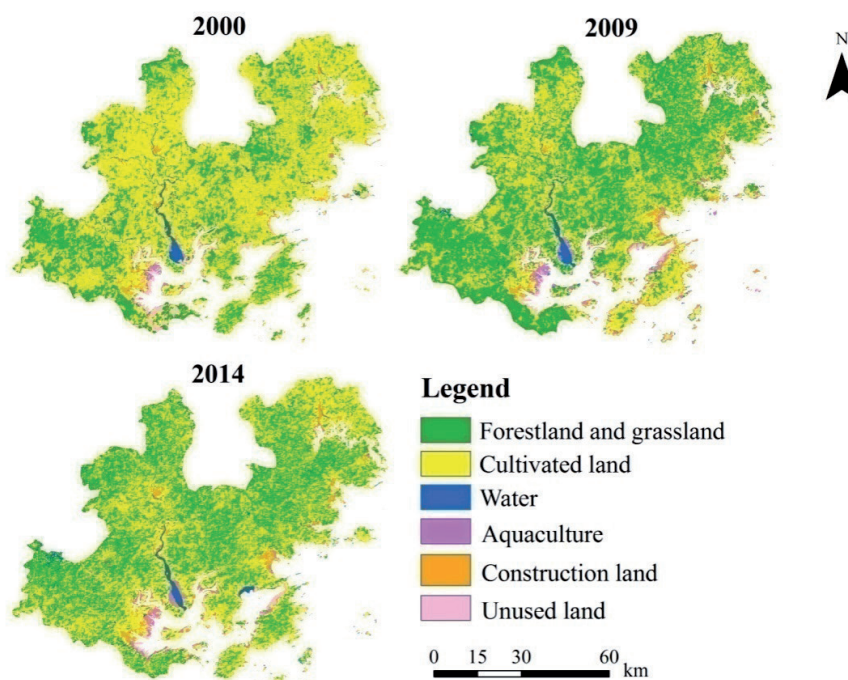 2000
2009
N
2014
Legend
Forestland and grassland
Cultivated land
Water
Aquaculture
Construction land
Unused land
0 15 30 60
km